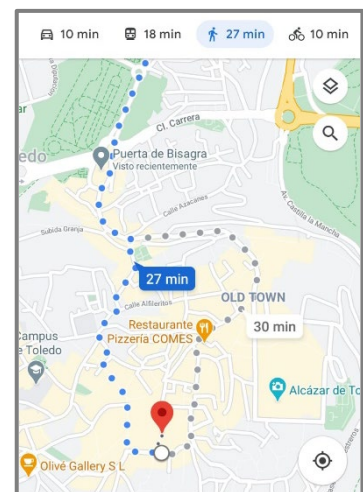 10 min
18 min
27 min
10 min
Cl. Carrera
edo
Puerta de Bisagra
Visto recientemente
Calle Azacanes
Av. Castilla la Mancha
Subida Granja
27 min
OLD TOWN
Calle Alfileritos
Restaurante
Pizzería COMES
30 min
Campus
e Toledo
Alcázar de To
Olivé Gallery S L